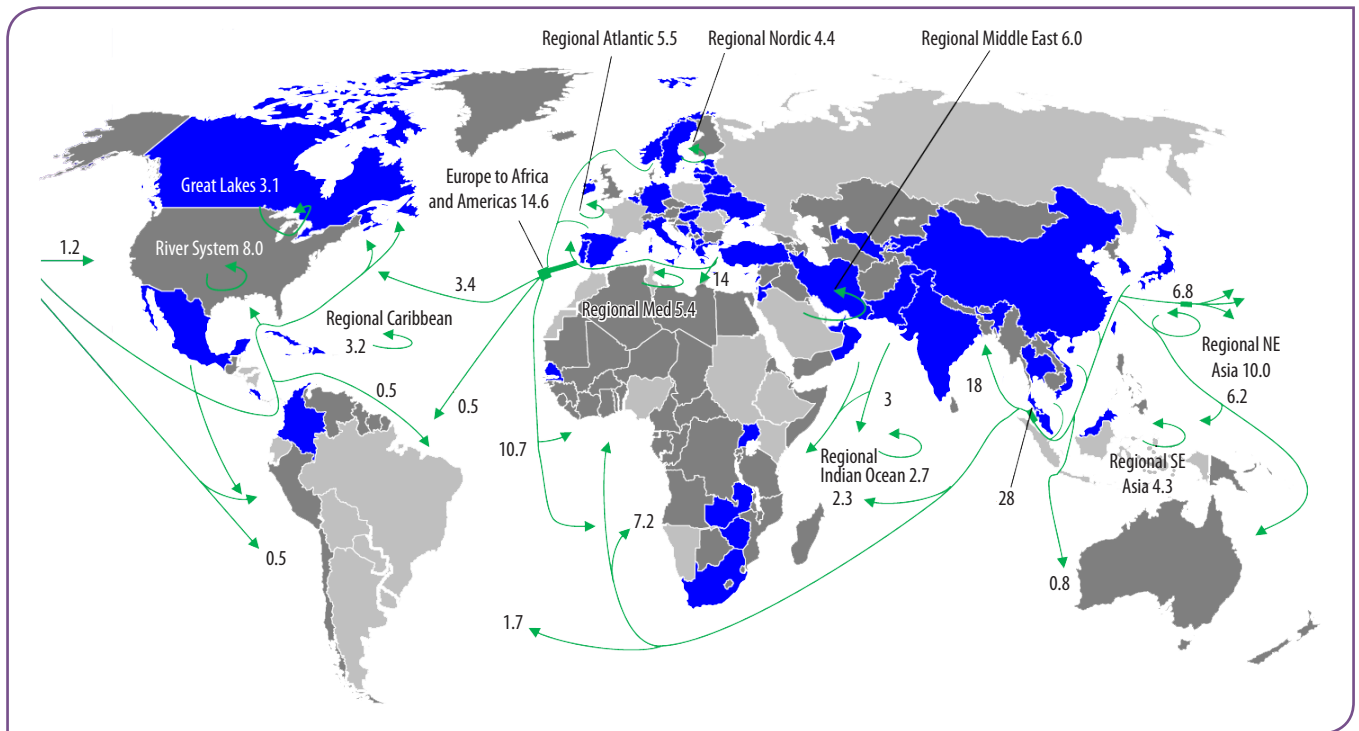 Regional Atlantic 5.5
Regional Nordic 4.4
Regional Middle East 6.0
Europe to Africa
and Americas 14.6
Great Lakes 3.1
River System 8.0
1.2
3.4
14
Regional Med 5.4
6.8
Regional NE
Asia 10.0
Regional Caribbean
3.2
0.5
0.5
18
3
6.2
10.7
Regional
Indian Ocean 2.7
2.3
Regional SE
Asia 4.3
28
7.2
0.5
0.8
1.7